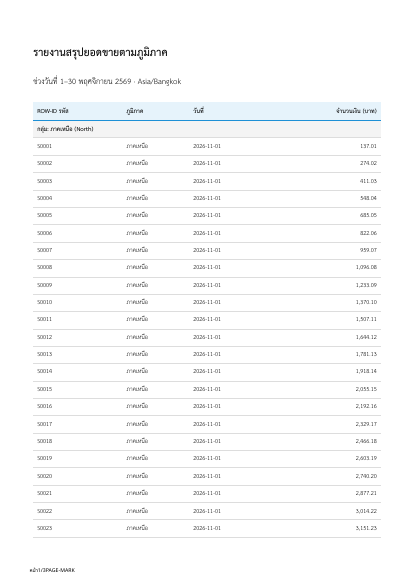 รายงานสรุปยอดขายตามภูมิภาค
ช่วงวันที่ 1–30 พฤศจิกายน 2569 · Asia/Bangkok
ROW-ID รหัส ภูมิภาค วันที่ จำนวนเงิน (บาท)
กลุ่ม: ภาคเหนือ (North)
S0001 ภาคเหนือ 2026-11-01 137.01
S0002 ภาคเหนือ 2026-11-01 274.02
S0003 ภาคเหนือ 2026-11-01 411.03
S0004 ภาคเหนือ 2026-11-01 548.04
S0005 ภาคเหนือ 2026-11-01 685.05
S0006 ภาคเหนือ 2026-11-01 822.06
S0007 ภาคเหนือ 2026-11-01 959.07
S0008 ภาคเหนือ 2026-11-01 1,096.08
S0009 ภาคเหนือ 2026-11-01 1,233.09
S0010 ภาคเหนือ 2026-11-01 1,370.10
S0011 ภาคเหนือ 2026-11-01 1,507.11
S0012 ภาคเหนือ 2026-11-01 1,644.12
S0013 ภาคเหนือ 2026-11-01 1,781.13
S0014 ภาคเหนือ 2026-11-01 1,918.14
S0015 ภาคเหนือ 2026-11-01 2,055.15
S0016 ภาคเหนือ 2026-11-01 2,192.16
S0017 ภาคเหนือ 2026-11-01 2,329.17
S0018 ภาคเหนือ 2026-11-01 2,466.18
S0019 ภาคเหนือ 2026-11-01 2,603.19
S0020 ภาคเหนือ 2026-11-01 2,740.20
S0021 ภาคเหนือ 2026-11-01 2,877.21
S0022 ภาคเหนือ 2026-11-01 3,014.22
S0023 ภาคเหนือ 2026-11-01 3,151.23
หน้า1/3PAGE-MARK